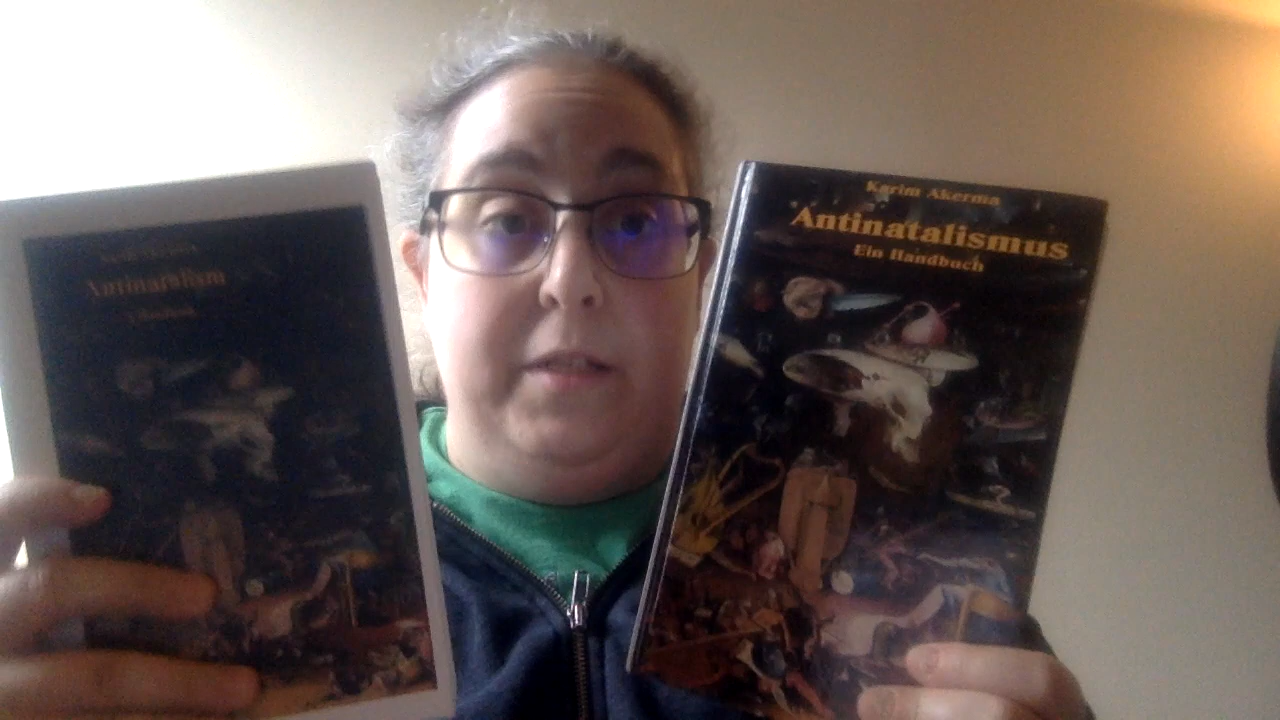 Antinatalism
Karim Akerma
Antinatalismus
Ein Handbuch